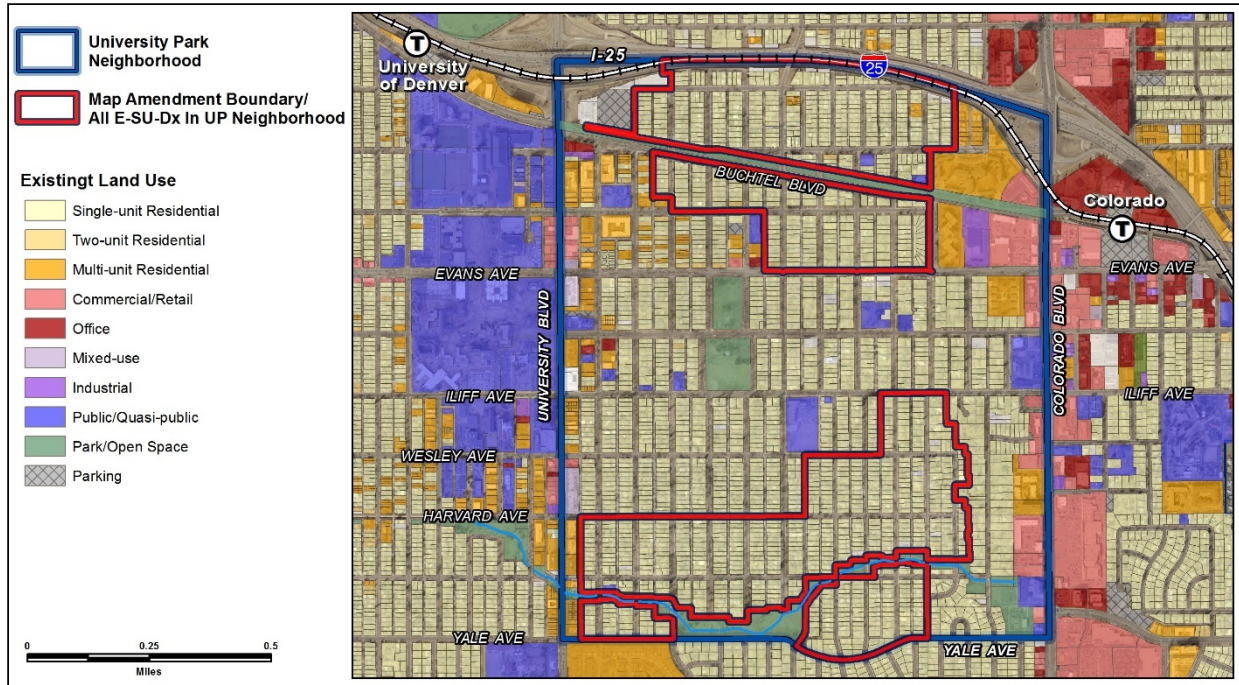 University Park
Neighborhood
Map Amendment Boundary/
All E-SU-Dx In UP Neighborhood
Existingt Land Use
Single-unit Residential
Two-unit Residential
Multi-unit Residential
Commercial/Retail
Office
Mixed-use
Industrial
Public/Quasi-public
Park/Open Space
Parking
0 0.25 0.5
Miles
T
University
of Denver
I-25
25
BUCHTEL BLVD
Colorado
T
EVANS AVE
EVANS AVE
UNIVERSITY BLVD
COLORADO BLVD
ILIFF AVE
ILIFF AVE
WESLEY AVE
HARVARD AVE
YALE AVE
YALE AVE